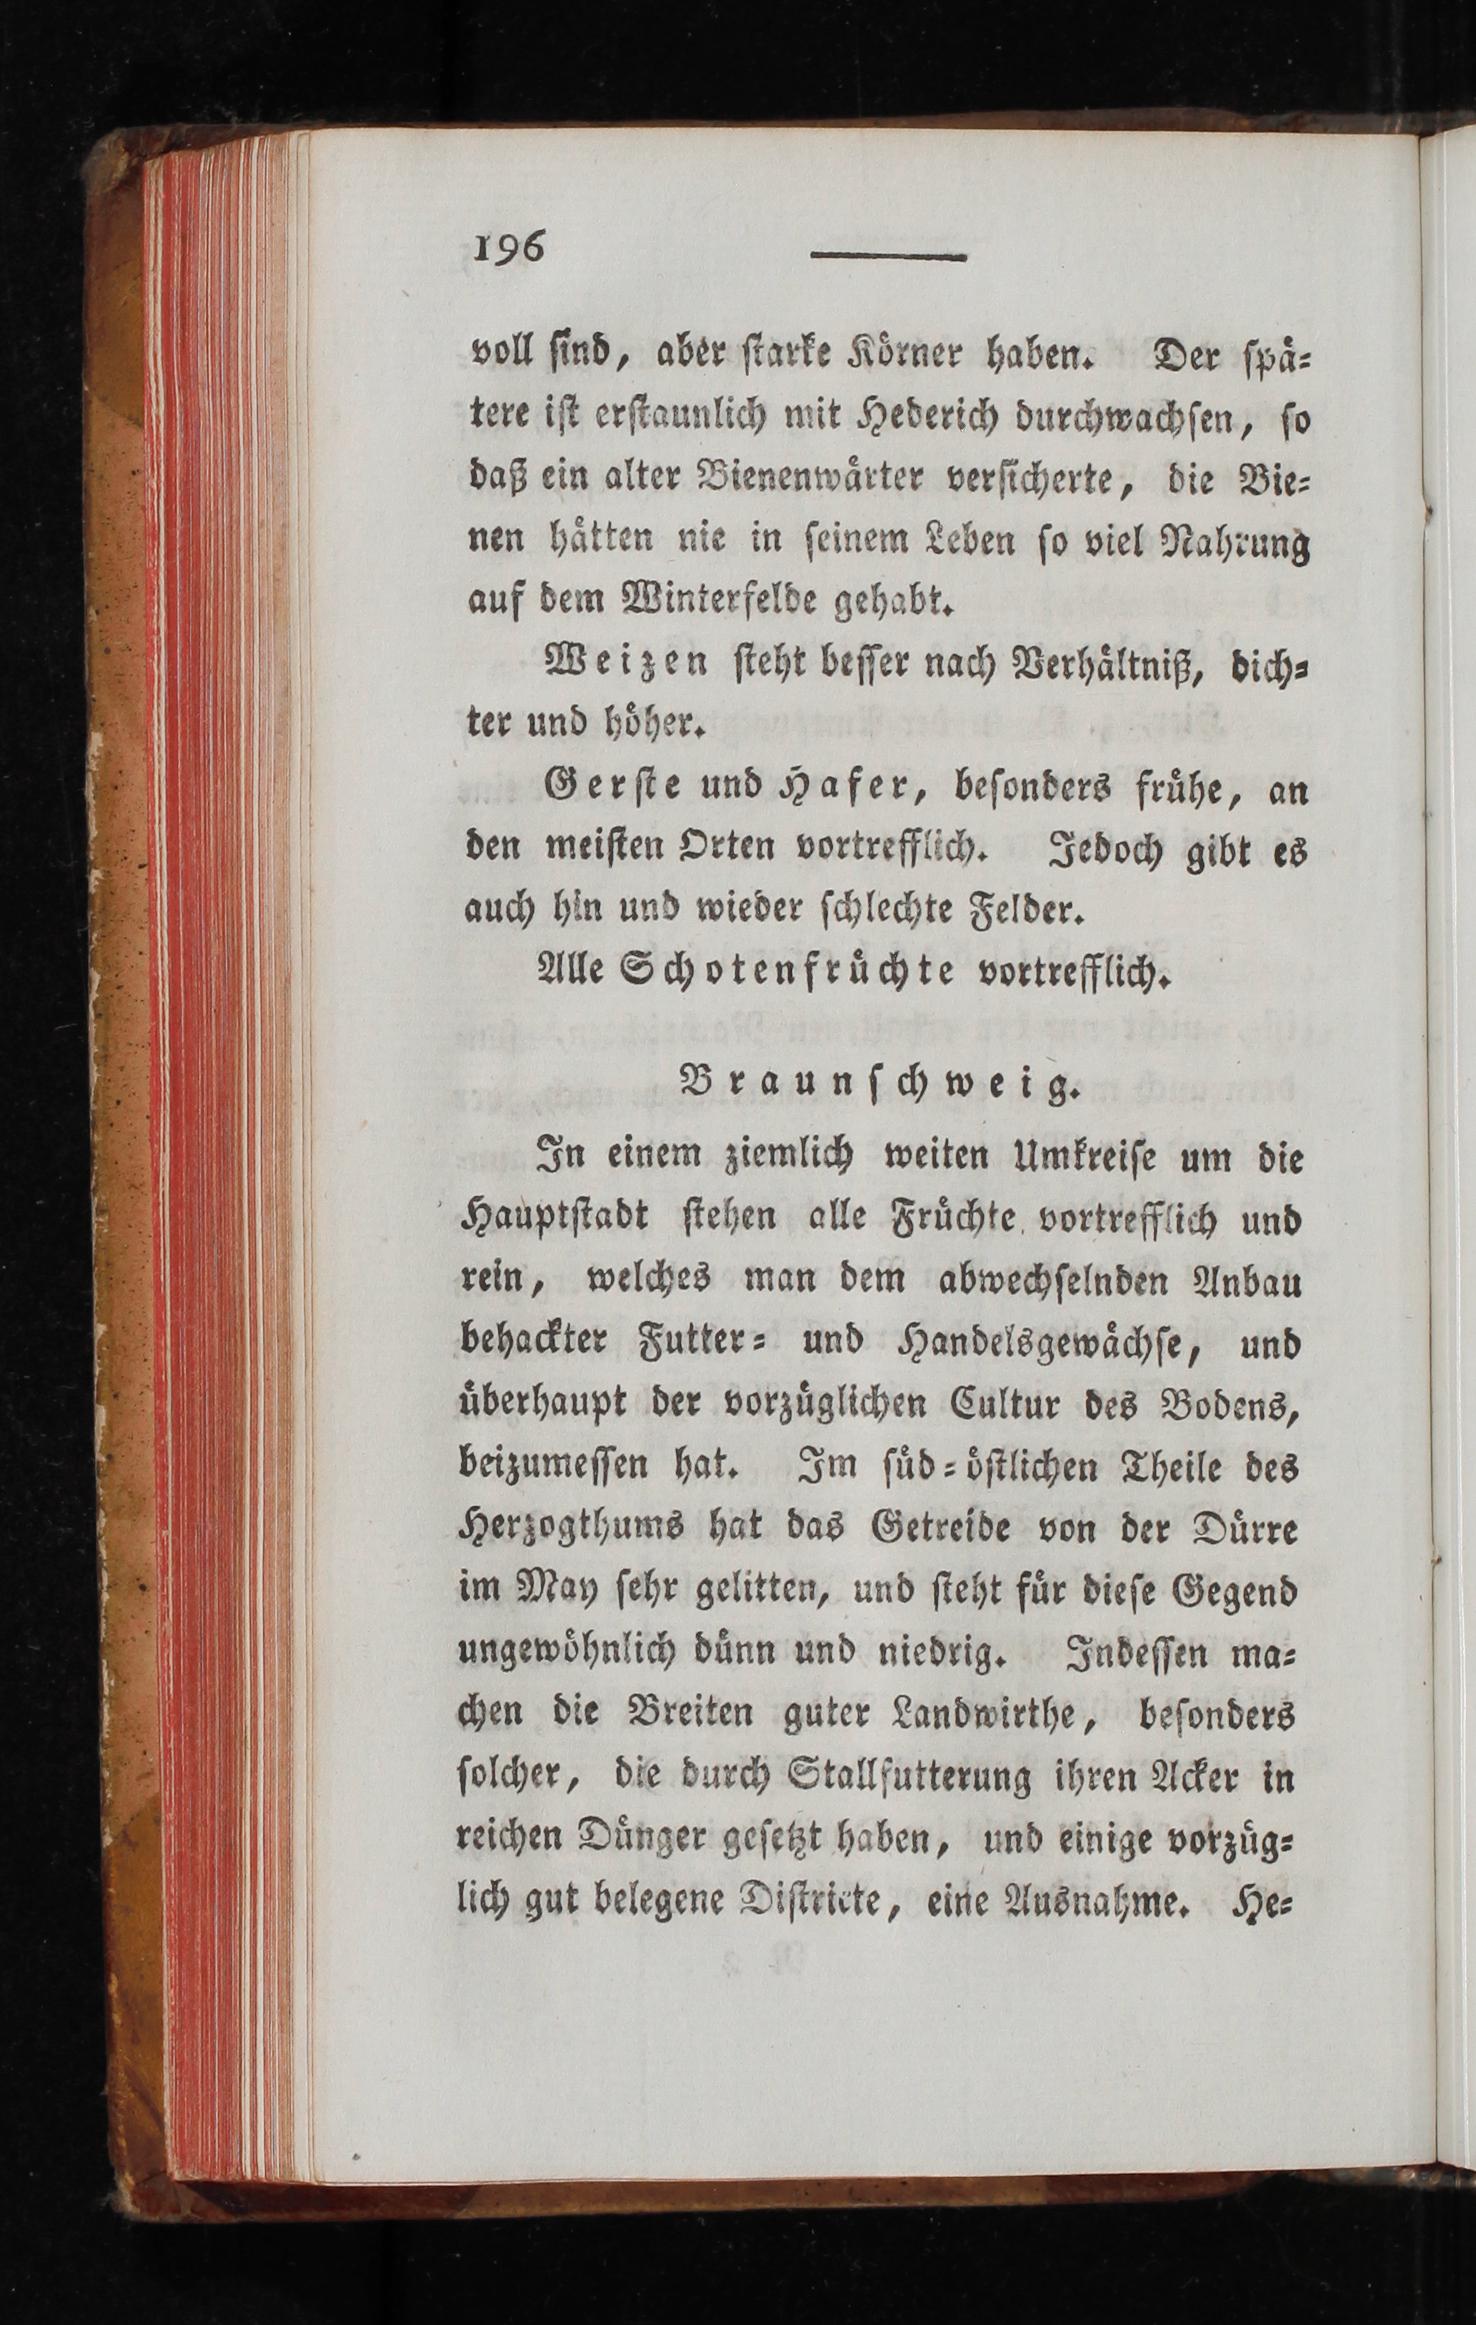 196
voll sind, aber starke Körner haben. Der spä-
tere ist erstaunlich mit Hederich durchwachsen, so
daß ein alter Bienenwärter versicherte, die Bie-
nen hätten nie in seinem Leben so viel Nahrung
auf dem Winterfelde gehabt.
Weizen steht besser nach Verhältniß, dich-
ter und höher.
Gerste und Hafer, besonders frühe, an
den meisten Orten vortrefflich. Jedoch gibt es
auch hin und wieder schlechte Felder.
Alle Schotenfrüchte vortrefflich.
Braunschweig.
In einem ziemlich weiten Umkreise um die
Hauptstadt stehen alle Früchte vortrefflich und
rein, welches man dem abwechselnden Anbau
behackter Futter- und Handelsgewächse, und
überhaupt der vorzüglichen Cultur des Bodens,
beizumessen hat. Im süd-östlichen Theile des
Herzogthums hat das Getreide von der Dürre
im May sehr gelitten, und steht für diese Gegend
ungewöhnlich dünn und niedrig. Indessen ma-
chen die Breiten guter Landwirthe, besonders
solcher, die durch Stallfutterung ihren Acker in
reichen Dünger gesetzt haben, und einige vorzüg-
lich gut belegene Districte, eine Ausnahme. He-